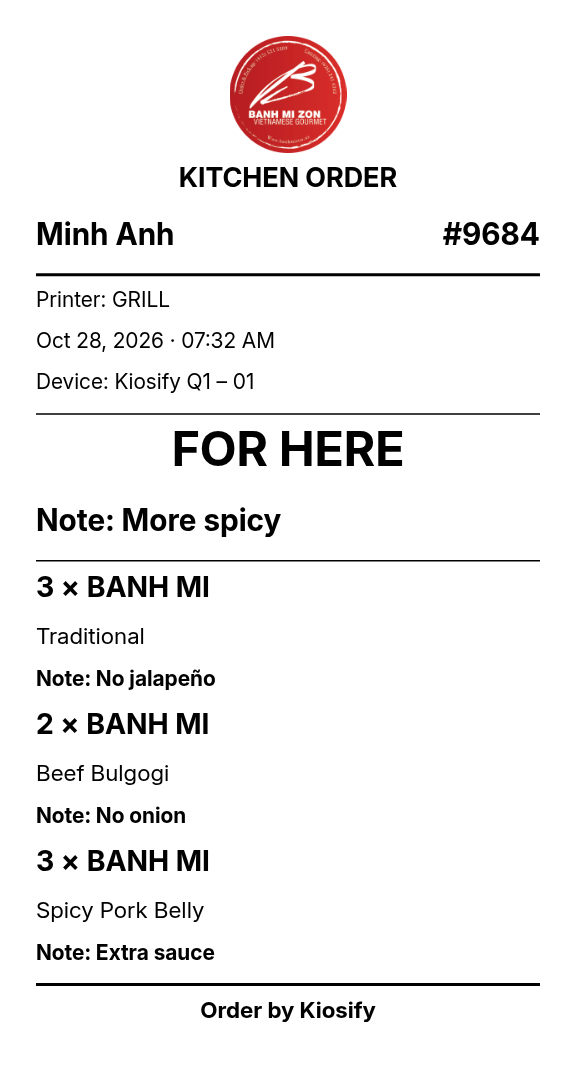 BANH MI ZON
VIETNAMESE GOURMET
KITCHEN ORDER
Minh Anh #9684
Printer: GRILL
Oct 28, 2026 · 07:32 AM
Device: Kiosify Q1 – 01
FOR HERE
Note: More spicy
3 × BANH MI
Traditional
Note: No jalapeño
2 × BANH MI
Beef Bulgogi
Note: No onion
3 × BANH MI
Spicy Pork Belly
Note: Extra sauce
Order by Kiosify